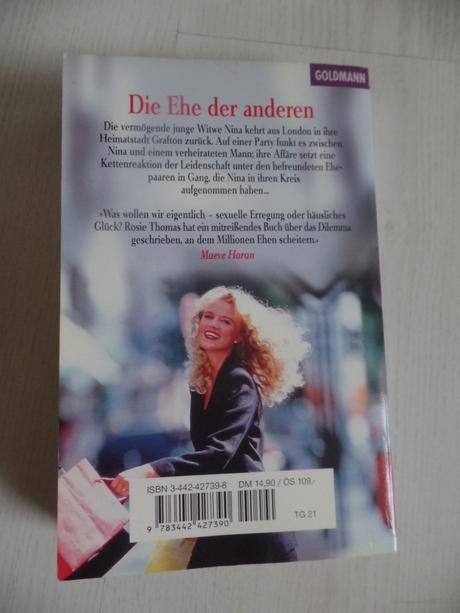 GOLDMANN
Die Ehe der anderen
Die vermögende junge Witwe Nina kehrt aus London in ihre
Heimatstadt Grafton zurück. Auf einer Party funkt es zwischen
Nina und einem verheirateten Mann; ihre Affäre setzt eine
Kettenreaktion der Leidenschaft unter den befreundeten Ehe-
paaren in Gang, die Nina in ihren Kreis
aufgenommen haben...
»Was wollen wir eigentlich – sexuelle Erregung oder häusliches
Glück? Rosie Thomas hat ein mitreißendes Buch über das Dilemma
geschrieben, an dem Millionen Ehen scheitern.«
Maeve Haran
ISBN 3-442-42739-8 DM 14,90 / ÖS 109,-
9 783442 427390
TG 21